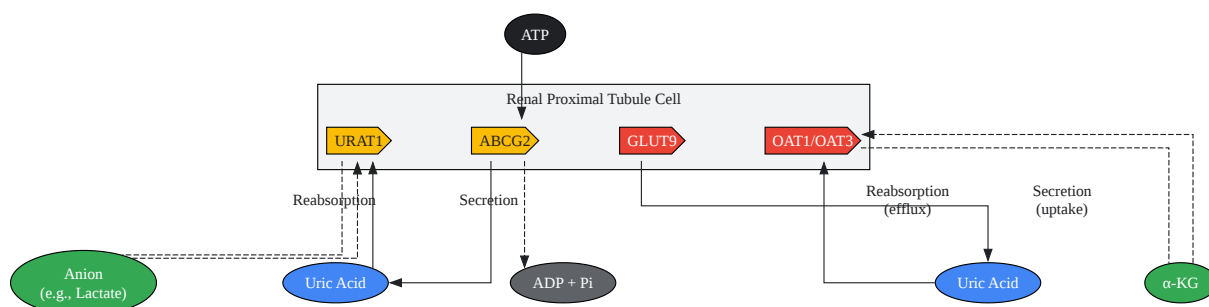 ATP
Renal Proximal Tubule Cell
URAT1
ABCG2
GLUT9
OAT1/OAT3
Reabsorption
Secretion
Reabsorption
(efflux)
Secretion
(uptake)
Anion
(e.g., Lactate)
Uric Acid
ADP + Pi
Uric Acid
α-KG